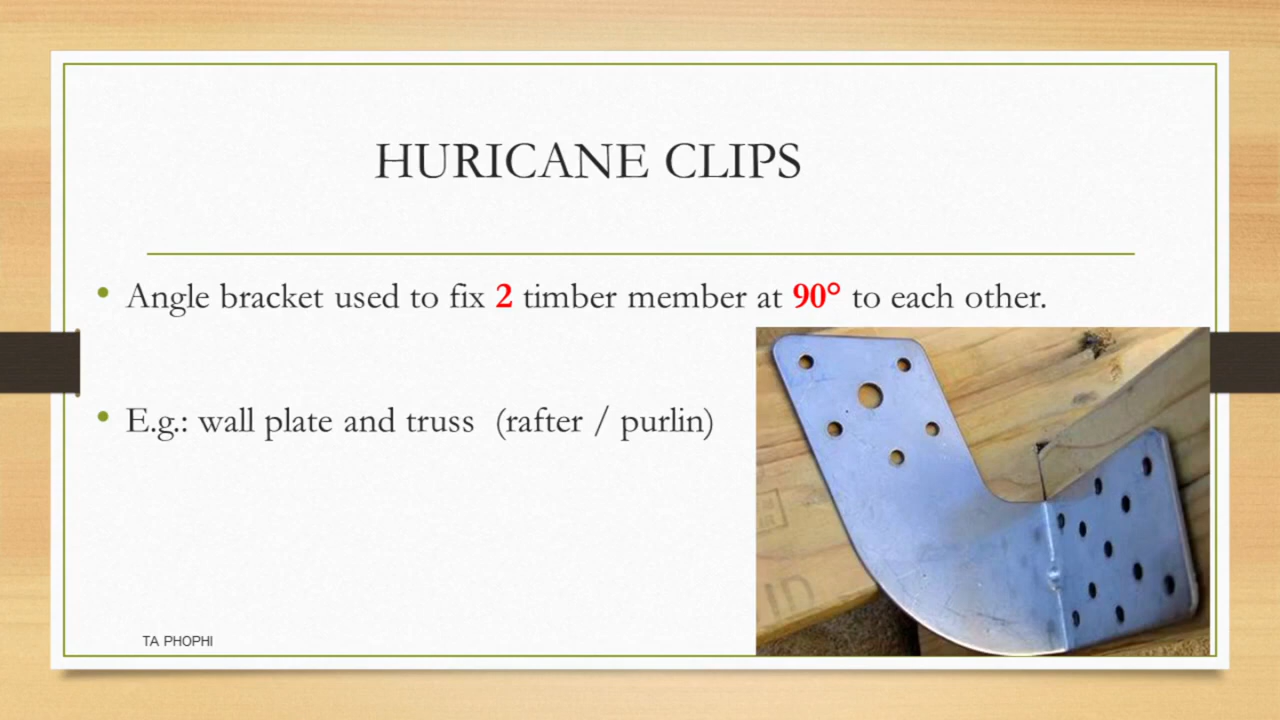 HURICANE CLIPS
• Angle bracket used to fix 2 timber member at 90° to each other.
• E.g.: wall plate and truss (rafter / purlin)
TA PHOPHI